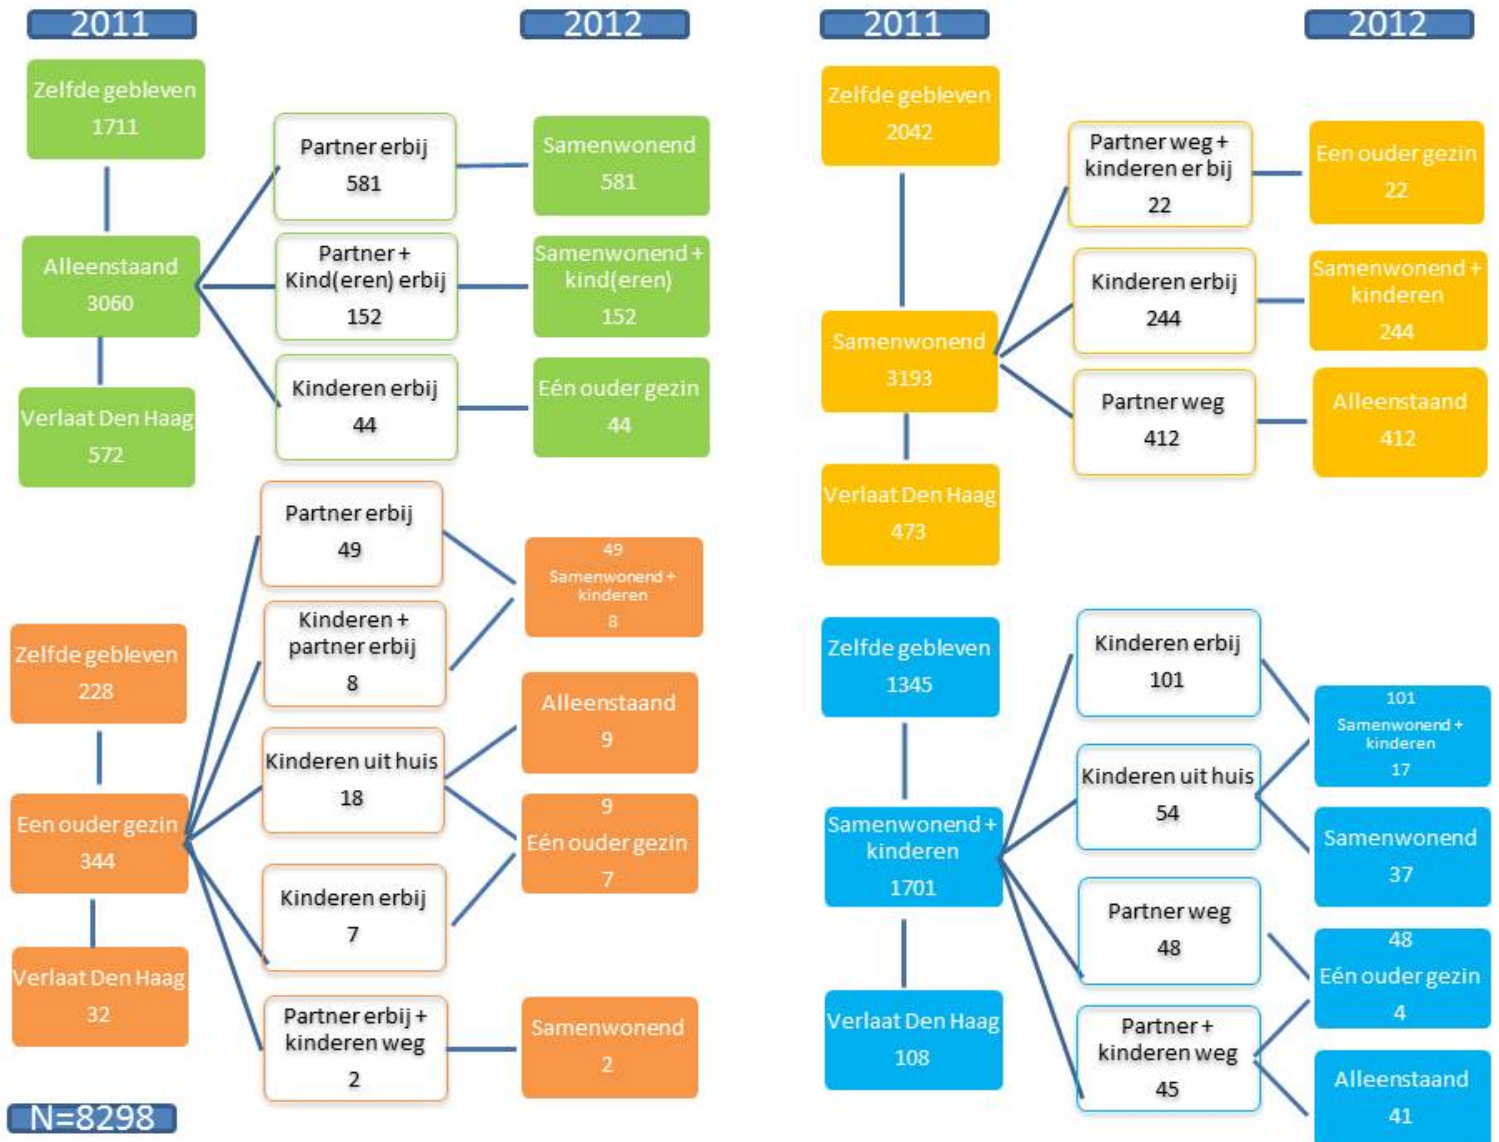 2011
2012
Zelfde gebleven
1711
Partner erbij
581
Samenwonend
581
Alleenstaand
3060
Partner +
Kind(eren) erbij
152
Samenwonend +
kind(eren)
152
Kinderen erbij
44
Eén ouder gezin
44
Verlaat Den Haag
572
Partner erbij
49
49
Samenwonend +
kinderen
8
Kinderen +
partner erbij
8
Zelfde gebleven
228
Alleenstaand
9
Kinderen uit huis
18
Een ouder gezin
344
9
Eén ouder gezin
7
Kinderen erbij
7
Verlaat Den Haag
32
Partner erbij +
kinderen weg
2
Samenwonend
2
N=8298
2011
2012
Zelfde gebleven
2042
Partner weg +
kinderen er bij
22
Een ouder gezin
22
Kinderen erbij
244
Samenwonend +
kinderen
244
Samenwonend
3193
Partner weg
412
Alleenstaand
412
Verlaat Den Haag
473
Zelfde gebleven
1345
Kinderen erbij
101
101
Samenwonend +
kinderen
17
Kinderen uit huis
54
Samenwonend
37
Samenwonend +
kinderen
1701
Partner weg
48
48
Eén ouder gezin
4
Verlaat Den Haag
108
Partner +
kinderen weg
45
Alleenstaand
41